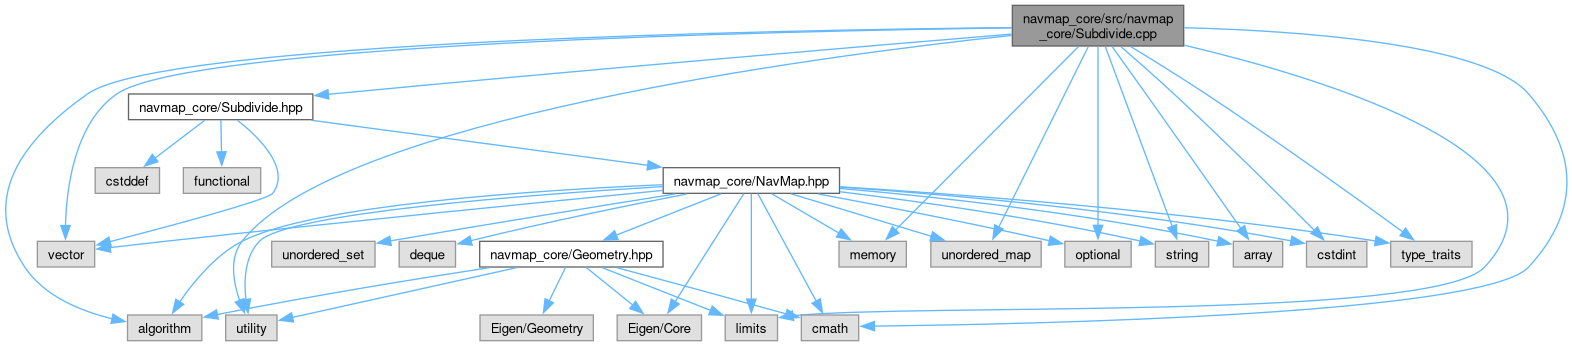 navmap_core/src/navmap
_core/Subdivide.cpp
navmap_core/Subdivide.hpp
cstddef
functional
navmap_core/NavMap.hpp
vector
unordered_set
deque
navmap_core/Geometry.hpp
memory
unordered_map
optional
string
array
cstdint
type_traits
algorithm
utility
Eigen/Geometry
Eigen/Core
limits
cmath